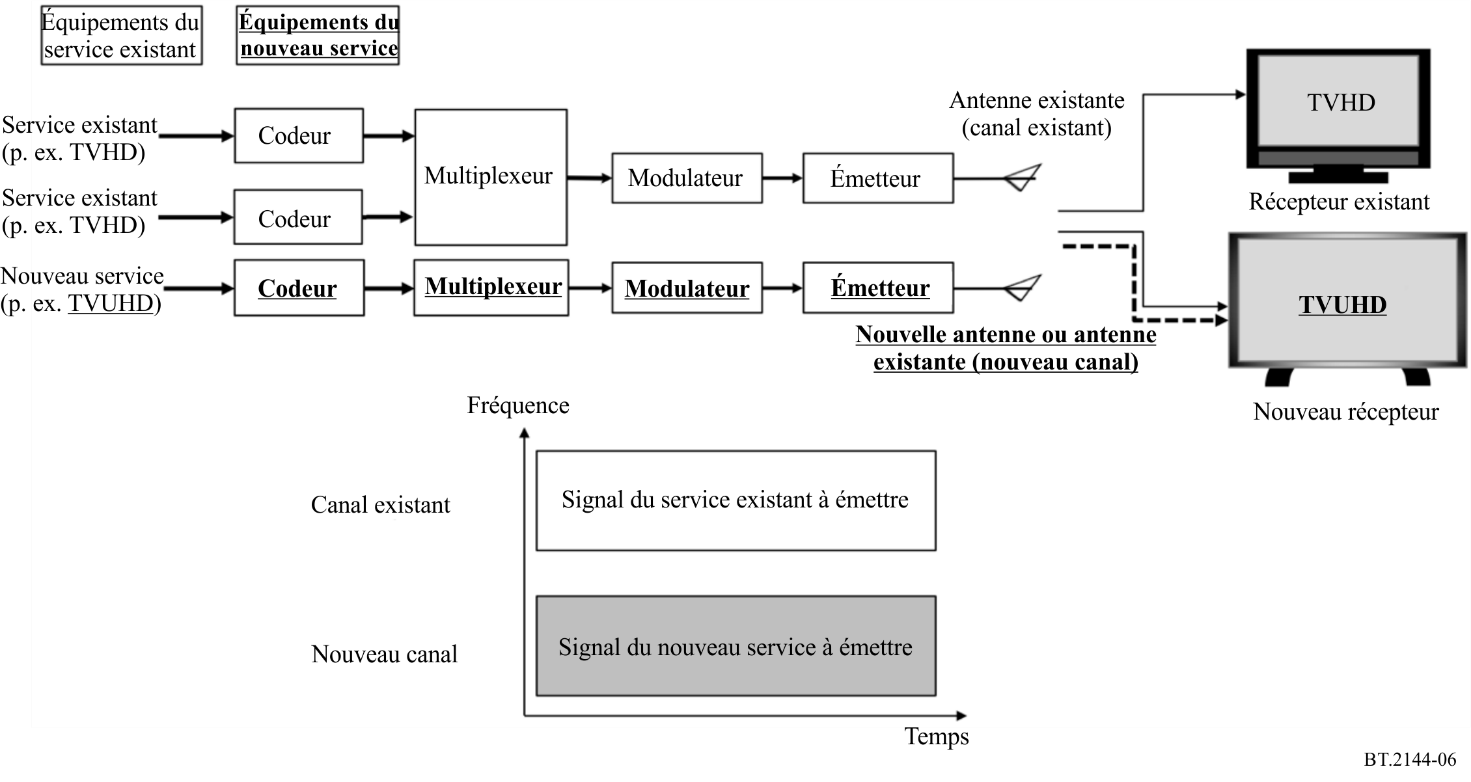 Équipements du
service existant
Équipements du
nouveau service
Service existant
(p. ex. TVHD)
Codeur
Service existant
(p. ex. TVHD)
Codeur
Multiplexeur
Modulateur
Émetteur
Antenne existante
(canal existant)
TVHD
Récepteur existant
Nouveau service
(p. ex. TVUHD)
Codeur
Multiplexeur
Modulateur
Émetteur
Nouvelle antenne ou antenne
existante (nouveau canal)
TVUHD
Nouveau récepteur
Fréquence
Canal existant
Signal du service existant à émettre
Nouveau canal
Signal du nouveau service à émettre
Temps
BT.2144-06